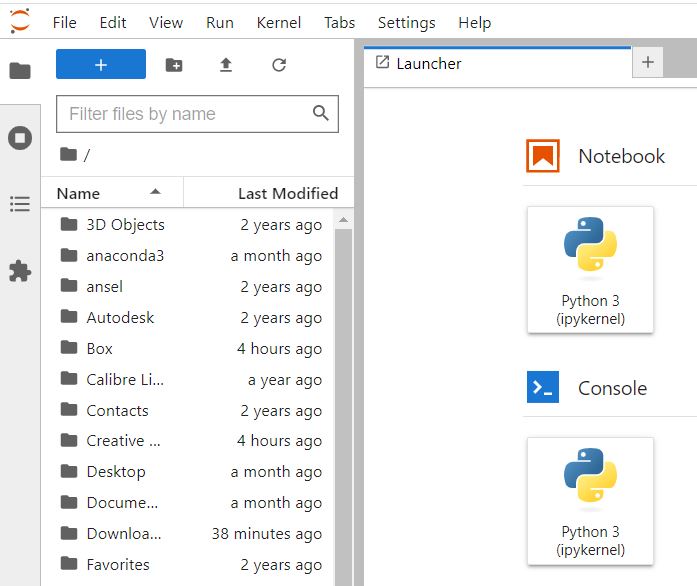 File Edit View Run Kernel Tabs Settings Help
+
Launcher
+
Filter files by name
/
Name Last Modified
3D Objects 2 years ago
anaconda3 a month ago
ansel 2 years ago
Autodesk 2 years ago
Box 4 hours ago
Calibre Li... a year ago
Contacts 2 years ago
Creative ... 4 hours ago
Desktop a month ago
Docume... a month ago
Downloa... 38 minutes ago
Favorites 2 years ago
Notebook
Python 3
(ipykernel)
Console
Python 3
(ipykernel)